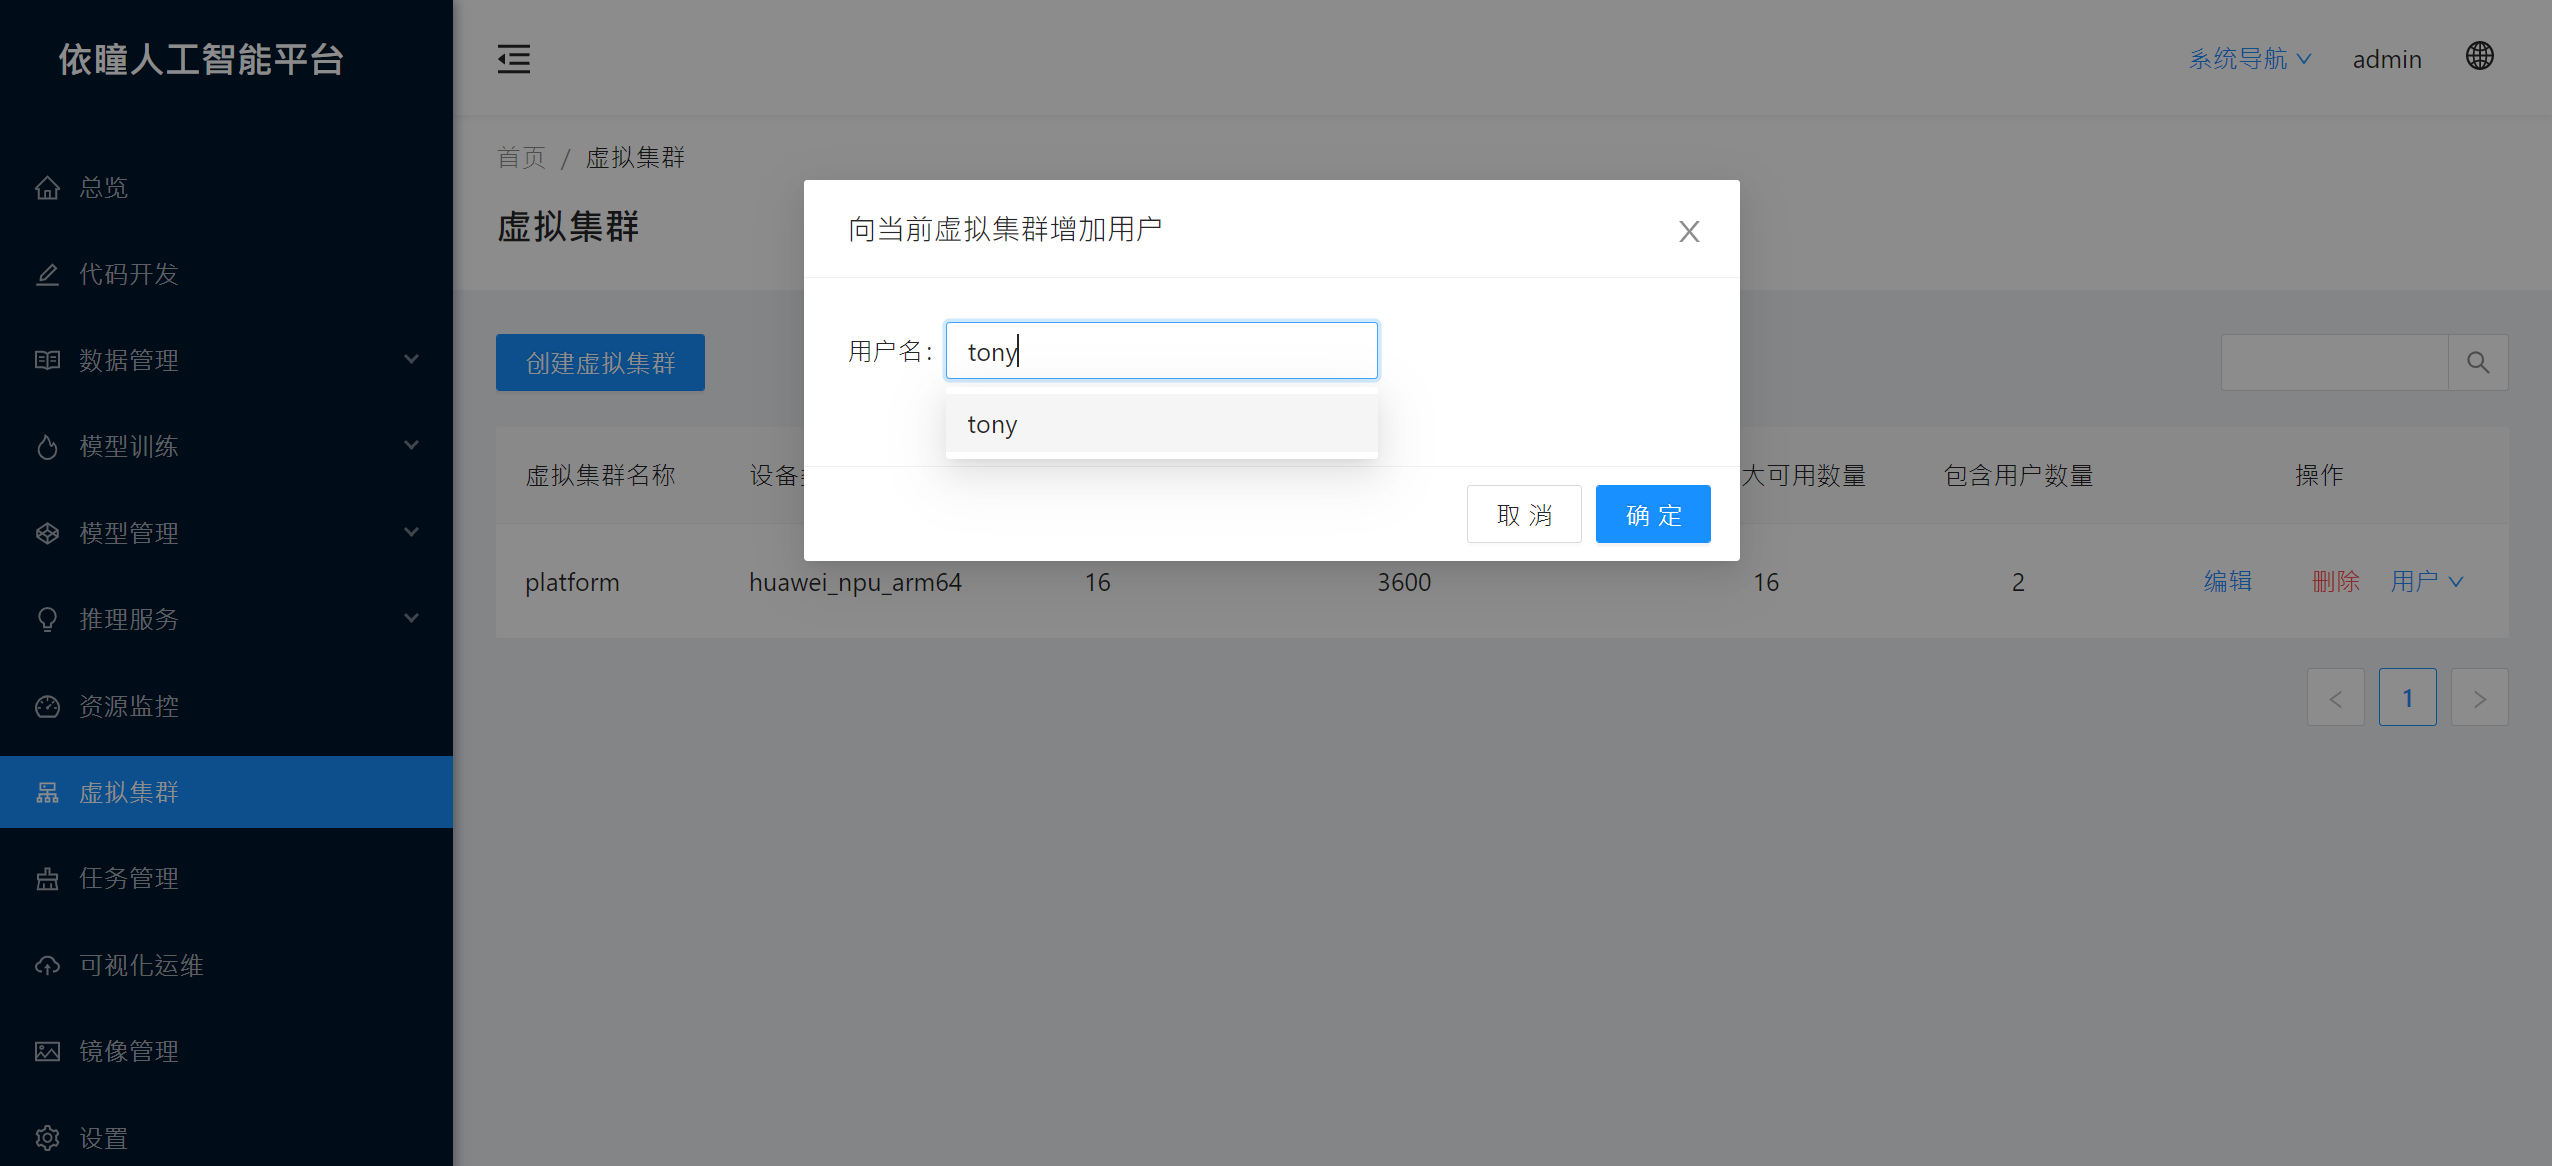 依瞳人工智能平台
总览
代码开发
数据管理
模型训练
模型管理
推理服务
资源监控
虚拟集群
任务管理
可视化运维
镜像管理
设置
系统导航
admin
首页 / 虚拟集群
虚拟集群
创建虚拟集群
向当前虚拟集群增加用户
X
用户名：
tony
tony
取 消
确 定
虚拟集群名称
设备
大可用数量
包含用户数量
操作
platform
huawei_npu_arm64
16
3600
16
2
编辑
删除
用户
<
1
>